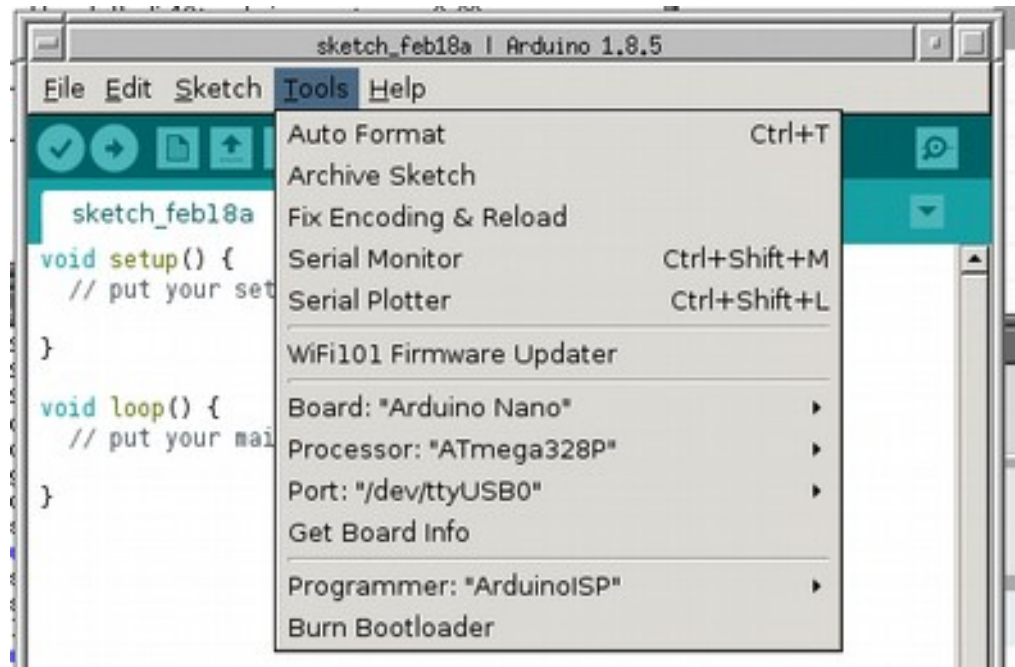 sketch_feb18a | Arduino 1.8.5
File Edit Sketch Tools Help
Auto Format Ctrl+T
Archive Sketch
sketch_feb18a
Fix Encoding & Reload
void setup() {
Serial Monitor Ctrl+Shift+M
// put your set
Serial Plotter Ctrl+Shift+L
}
WiFi101 Firmware Updater
void loop() {
Board: "Arduino Nano"
// put your mai
Processor: "ATmega328P"
}
Port: "/dev/ttyUSB0"
Get Board Info
Programmer: "ArduinoISP"
Burn Bootloader